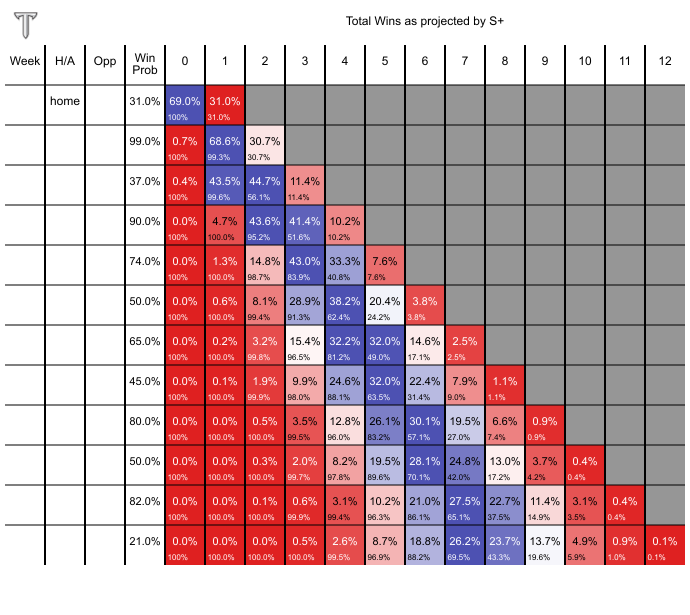 Total Wins as projected by S+
Week H/A Opp Win Prob 0 1 2 3 4 5 6 7 8 9 10 11 12
home 31.0% 69.0% 31.0%
100% 31.0%
99.0% 0.7% 68.6% 30.7%
100% 99.3% 30.7%
37.0% 0.4% 43.5% 44.7% 11.4%
100% 99.6% 56.1% 11.4%
90.0% 0.0% 4.7% 43.6% 41.4% 10.2%
100% 100.0% 95.2% 51.6% 10.2%
74.0% 0.0% 1.3% 14.8% 43.0% 33.3% 7.6%
100% 100.0% 98.7% 83.9% 40.8% 7.6%
50.0% 0.0% 0.6% 8.1% 28.9% 38.2% 20.4% 3.8%
100% 100.0% 99.4% 91.3% 62.4% 24.2% 3.8%
65.0% 0.0% 0.2% 3.2% 15.4% 32.2% 32.0% 14.6% 2.5%
100% 100.0% 99.8% 96.5% 81.2% 49.0% 17.1% 2.5%
45.0% 0.0% 0.1% 1.9% 9.9% 24.6% 32.0% 22.4% 7.9% 1.1%
100% 100.0% 99.9% 98.0% 88.1% 63.5% 31.4% 9.0% 1.1%
80.0% 0.0% 0.0% 0.5% 3.5% 12.8% 26.1% 30.1% 19.5% 6.6% 0.9%
100% 100.0% 100.0% 99.5% 96.0% 83.2% 57.1% 27.0% 7.4% 0.9%
50.0% 0.0% 0.0% 0.3% 2.0% 8.2% 19.5% 28.1% 24.8% 13.0% 3.7% 0.4%
100% 100.0% 100.0% 99.7% 97.8% 89.6% 70.1% 42.0% 17.2% 4.2% 0.4%
82.0% 0.0% 0.0% 0.1% 0.6% 3.1% 10.2% 21.0% 27.5% 22.7% 11.4% 3.1% 0.4%
100% 100.0% 100.0% 99.9% 99.4% 96.3% 86.1% 65.1% 37.5% 14.9% 3.5% 0.4%
21.0% 0.0% 0.0% 0.0% 0.5% 2.6% 8.7% 18.8% 26.2% 23.7% 13.7% 4.9% 0.9% 0.1%
100% 100.0% 100.0% 100.0% 99.5% 96.9% 88.2% 69.5% 43.3% 19.6% 5.9% 1.0% 0.1%